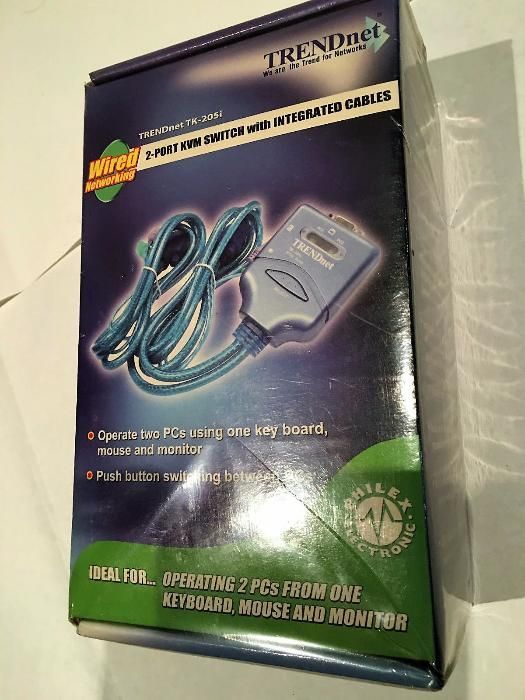 TRENDnet
We are the Trend for Networks
TRENDnet TK-205i
2-PORT KVM SWITCH with INTEGRATED CABLES
Wired
Networking
TRENDnet
• Operate two PCs using one key board,
mouse and monitor
• Push button switching between
PHILEX
ELECTRONIC
IDEAL FOR... OPERATING 2 PCs FROM ONE
KEYBOARD, MOUSE AND MONITOR